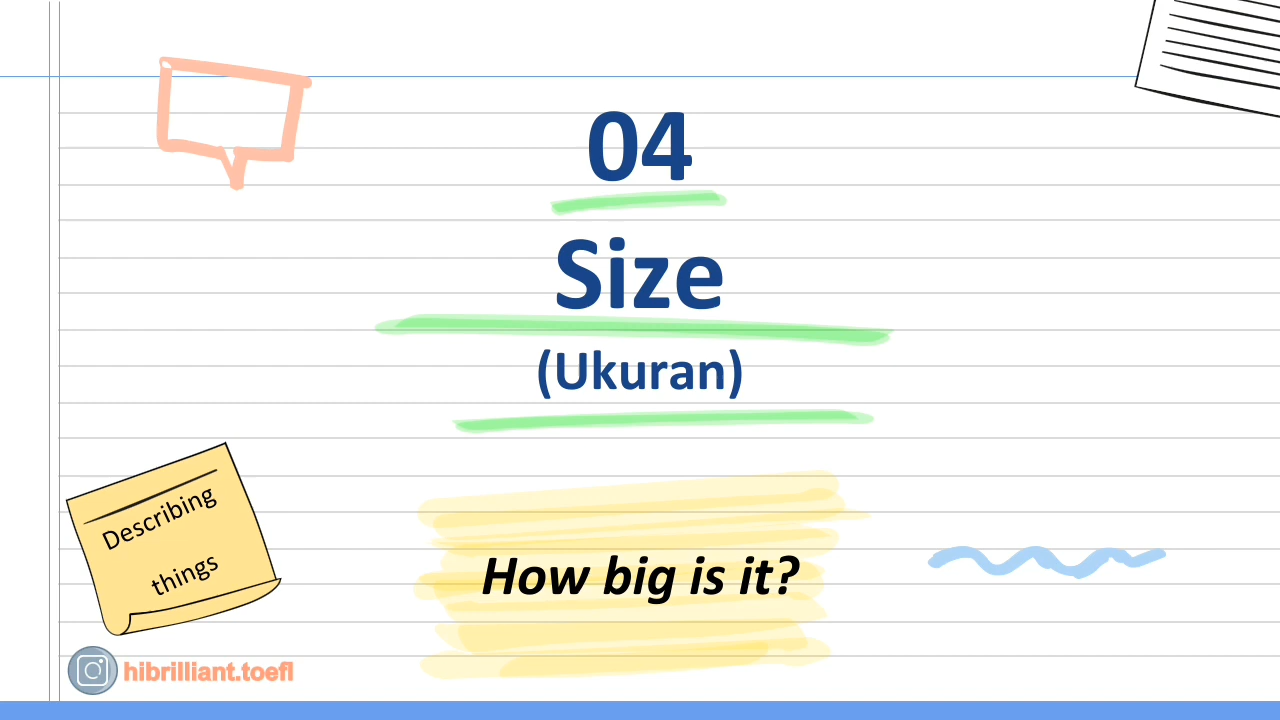 04
Size
(Ukuran)
Describing
things
How big is it?
hibrilliant.toefl